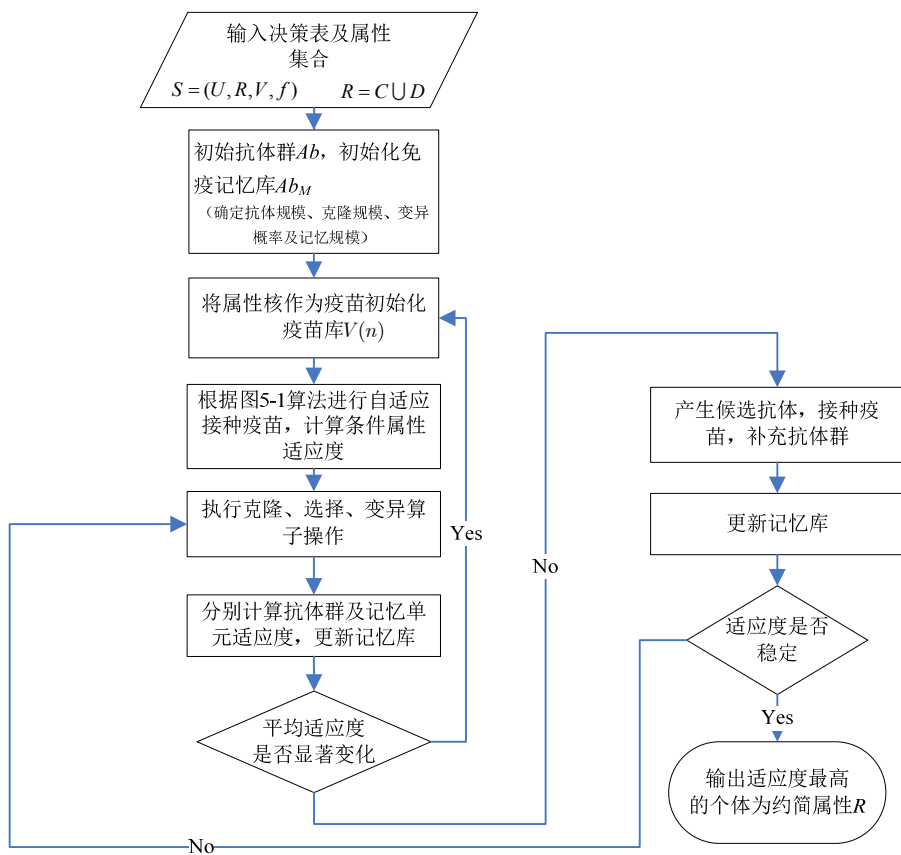 输入决策表及属性
集合
S = (U, R, V, f) R = C ∪ D
初始抗体群Ab，初始化免
疫记忆库Ab_M
（确定抗体规模、克隆规模、变异
概率及记忆规模）
将属性核作为疫苗初始化
疫苗库V(n)
根据图5-1算法进行自适应
接种疫苗，计算条件属性
适应度
执行克隆、选择、变异算
子操作
分别计算抗体群及记忆单
元适应度，更新记忆库
平均适应度
是否显著变化
Yes
No
产生候选抗体，接种疫
苗，补充抗体群
更新记忆库
适应度是否
稳定
Yes
输出适应度最高
的个体为约简属性R
No